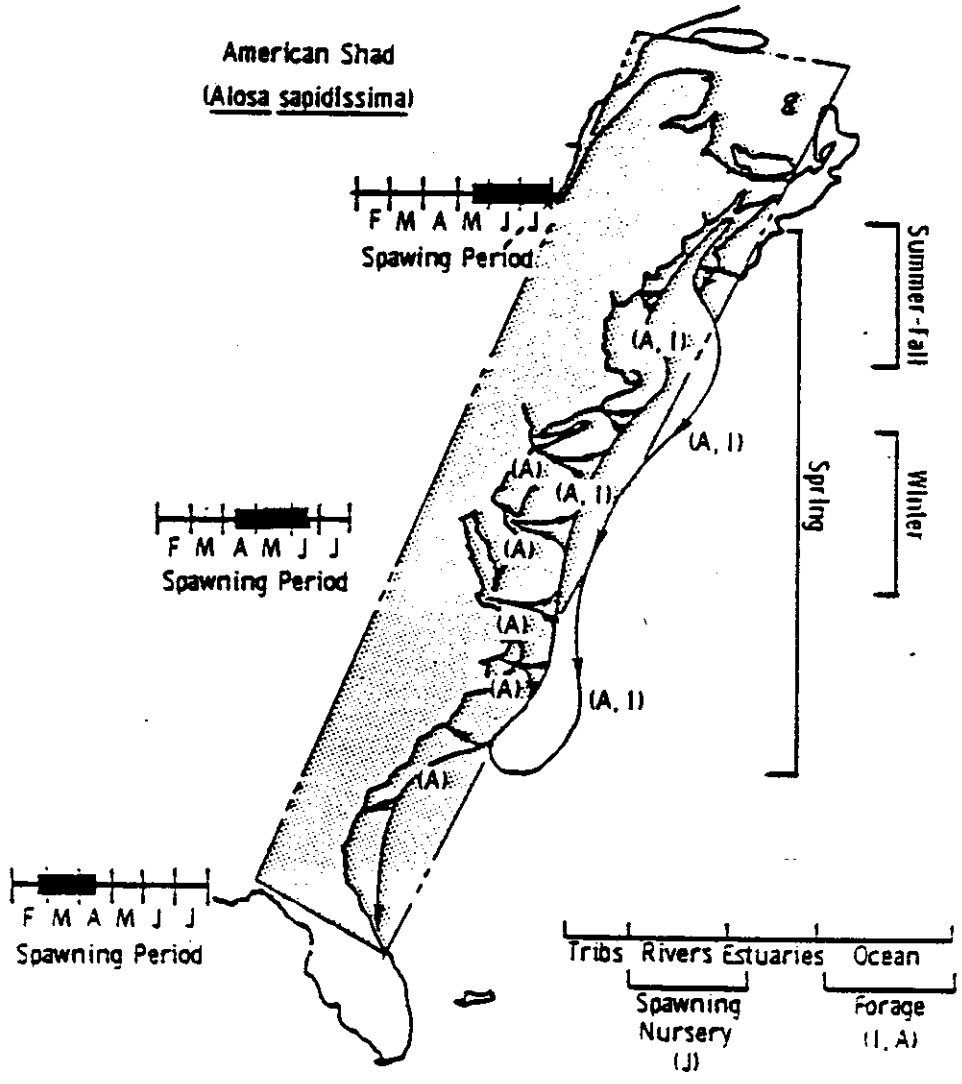 American Shad
(Alosa sapidissima)
F M A M J J
Spawing Period
Summer-Fall
(A, I)
(A, I)
Spring
Winter
(A)
(A, I)
F M A M J J
Spawning Period
(A)
(A)
(A)
(A, I)
(A)
F M A M J J
Spawning Period
Tribs Rivers Estuaries Ocean
Spawning Forage
Nursery (I, A)
(J)